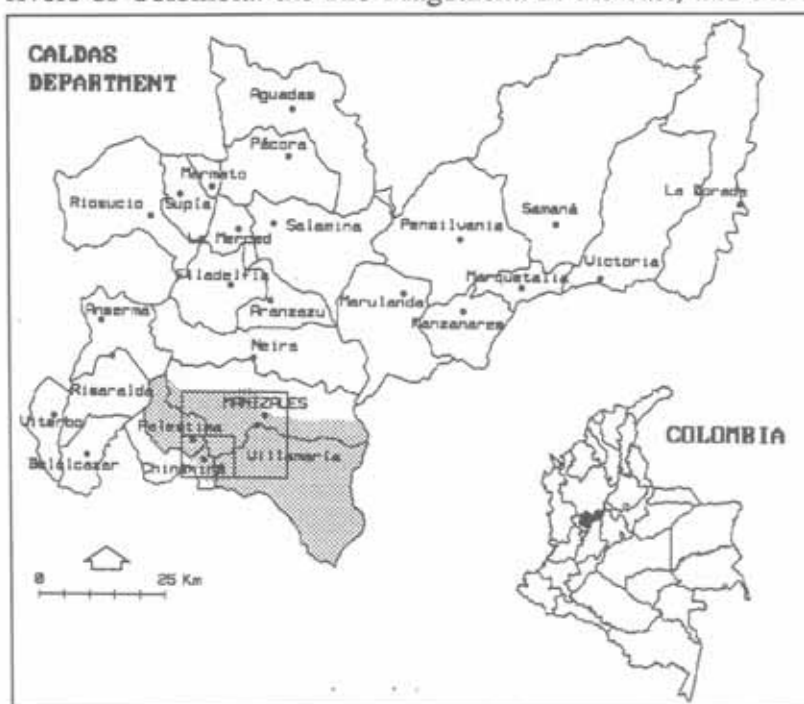 CALDAS
DEPARTMENT
Aguadas
Pácora
Marmato
Riosucio
Supía
La Merced
Salamina
Pensilvania
Samaná
La Dorada
Filadelfia
Marquetalia
Victoria
Aranzazu
Marulanda
Manzanares
Anserma
Neira
Risaralda
MANIZALES
Viterbo
Palestina
Villamaría
Belalcazar
Chinchiná
COLOMBIA
0 25 Km